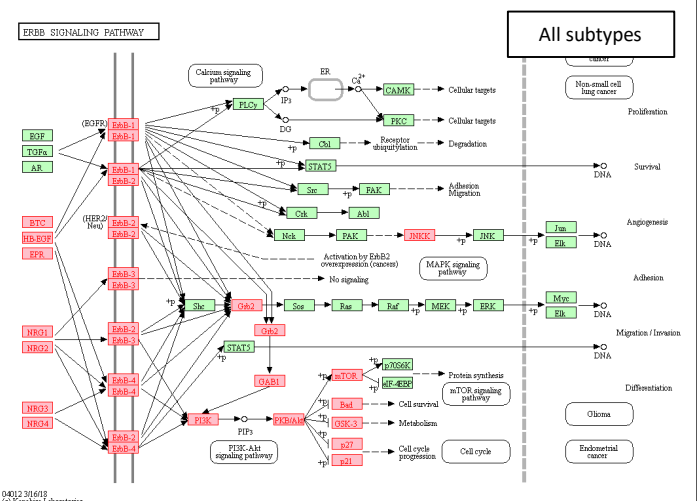 ERBB SIGNALING PATHWAY
All subtypes
cancer
Calcium signaling
pathway
ER
Ca2+
IP3
DG
+p
PLCγ
CAMK
Cellular targets
PKC
Cellular targets
Non-small cell
lung cancer
Proliferation
(EGFR)
ErbB-1
ErbB-1
EGF
TGFα
AR
Cbl
Receptor
ubiquitylation
Degradation
STAT5
DNA
Survival
ErbB-1
ErbB-2
Src
+p
FAK
Adhesion
Migration
Crk
Abl
BTC
HB-EGF
EPR
(HER2/
Neu)
ErbB-2
ErbB-2
Nck
PAK
JNKK
+p
JNK
+p
Jun
Elk
DNA
Angiogenesis
Activation by ErbB2
overexpression (cancers)
MAPK signaling
pathway
ErbB-3
ErbB-3
No signaling
Adhesion
+p
Shc
Grb2
Sos
Ras
Raf
+p
MEK
+p
ERK
+p
Myc
Elk
DNA
NRG1
NRG2
ErbB-2
ErbB-3
Grb2
Migration / Invasion
STAT5
+p
DNA
GAB1
mTOR
+p
+p
+p
p70S6K
eIF-4EBP
Protein synthesis
mTOR signaling
pathway
Differentiation
ErbB-4
ErbB-4
NRG3
NRG4
PI3K
PIP3
PKB/Akt
+p
Bad
Cell survival
GSK-3
Metabolism
Glioma
ErbB-2
ErbB-4
PI3K-Akt
signaling pathway
+p
+p
p27
p21
Cell cycle
progression
Cell cycle
Endometrial
cancer
04012 3/16/18
(c) Kanehisa Laboratories